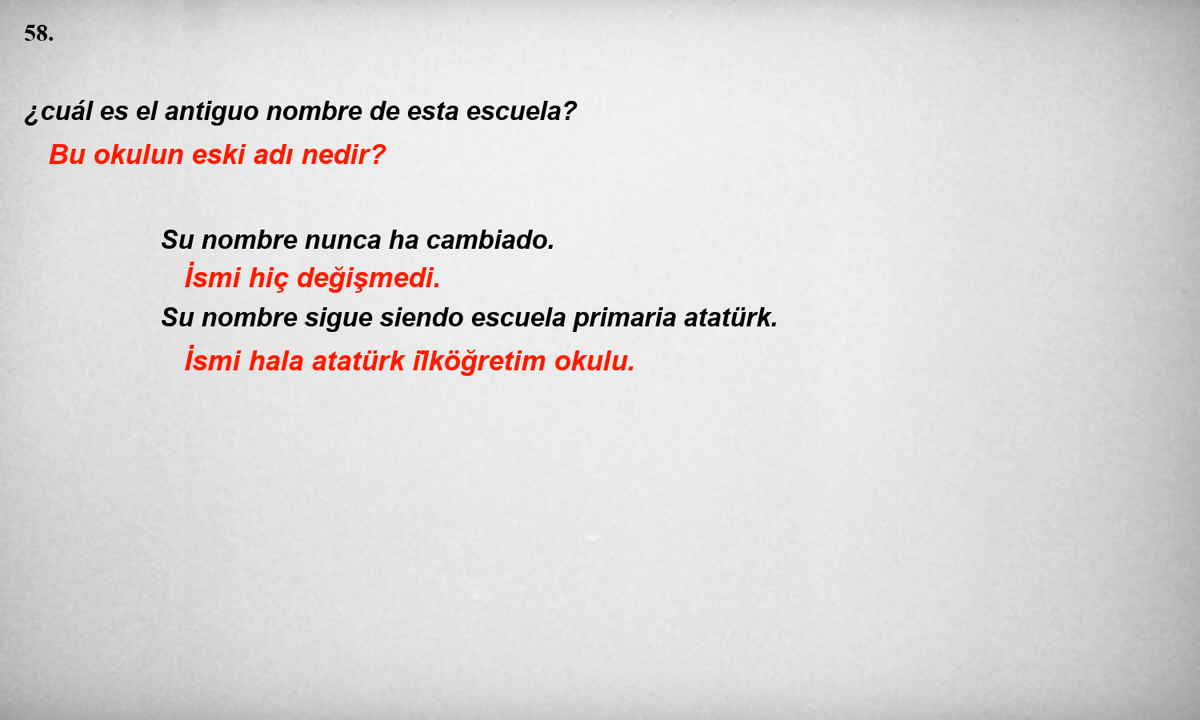 58.
¿cuál es el antiguo nombre de esta escuela?
Bu okulun eski adı nedir?
Su nombre nunca ha cambiado.
İsmi hiç değişmedi.
Su nombre sigue siendo escuela primaria atatürk.
İsmi hala atatürk i̇lköğretim okulu.